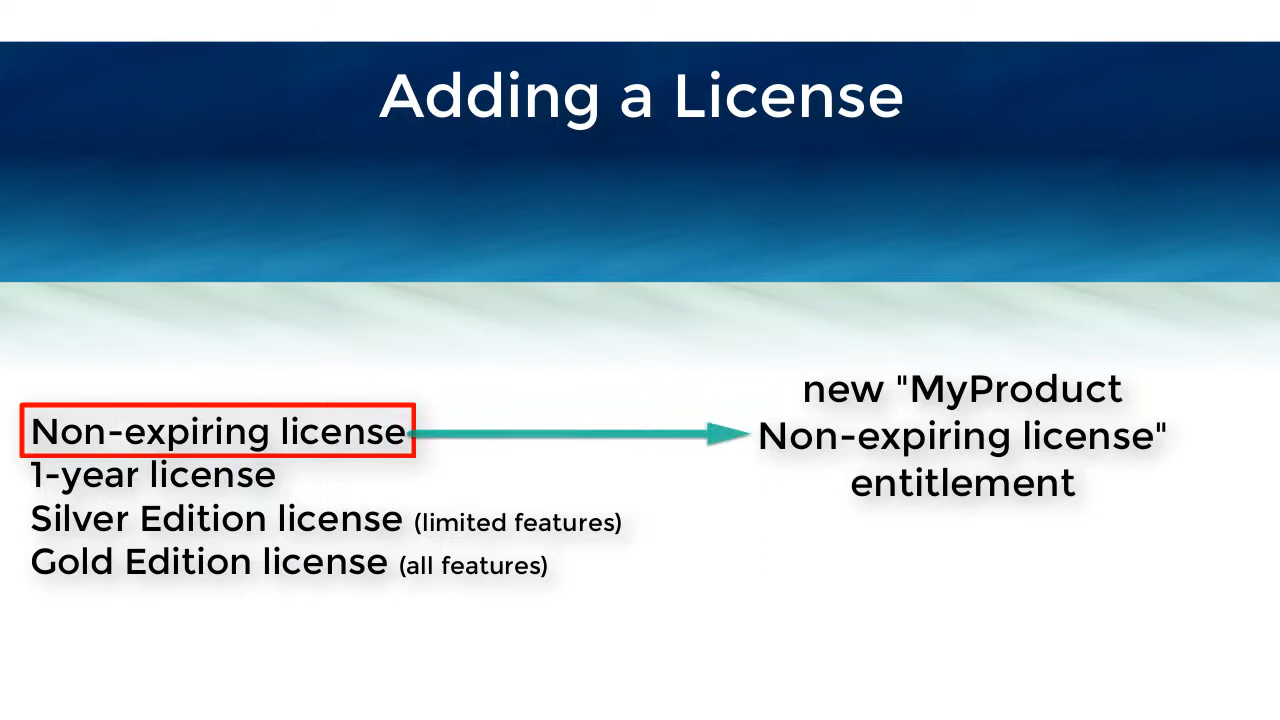 Adding a License
Non-expiring license
1-year license
Silver Edition license (limited features)
Gold Edition license (all features)
new "MyProduct
Non-expiring license"
entitlement